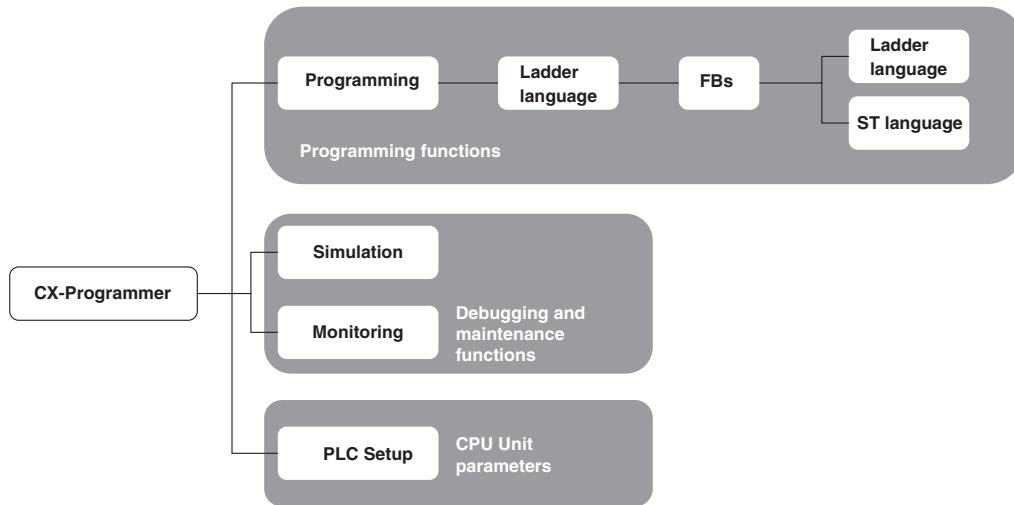 Programming
Ladder
language
FBs
Ladder
language
ST language
Programming functions
CX-Programmer
Simulation
Monitoring
Debugging and
maintenance
functions
PLC Setup
CPU Unit
parameters